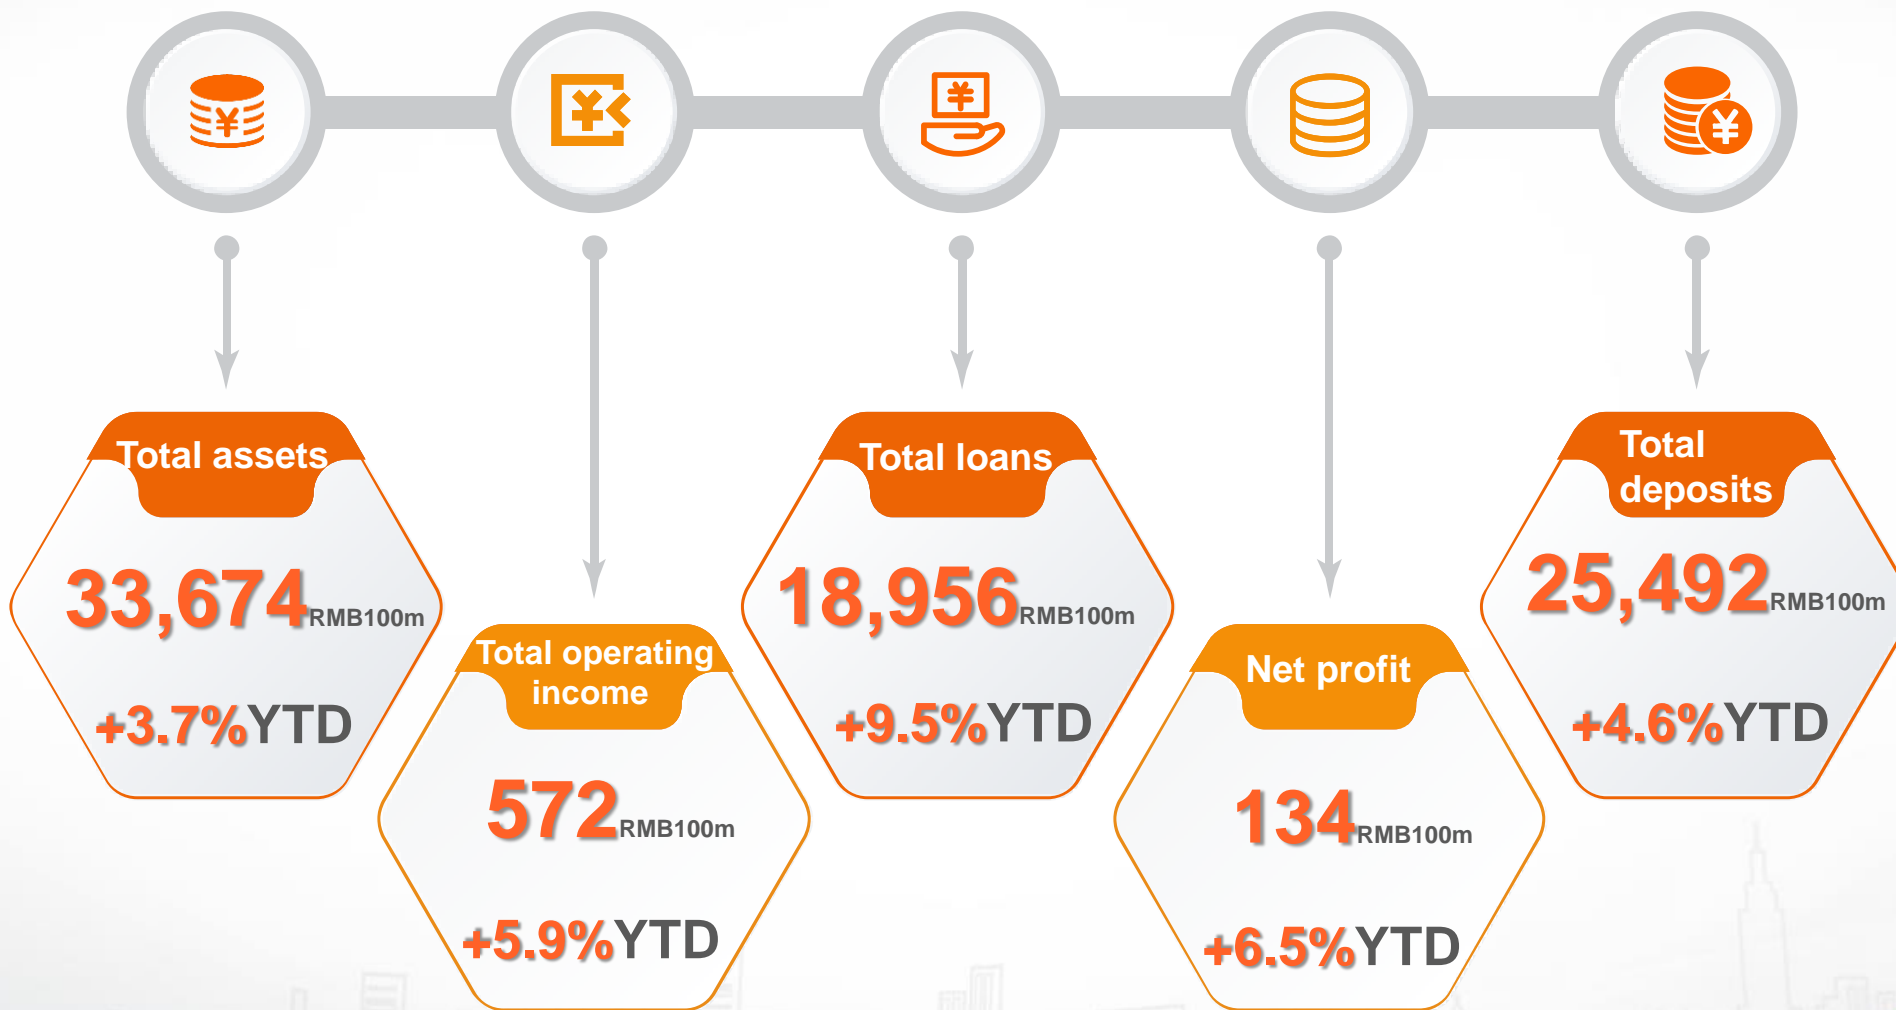 Total assets
33,674RMB100m
+3.7%YTD
Total operating
income
572RMB100m
+5.9%YTD
Total loans
18,956RMB100m
+9.5%YTD
Net profit
134RMB100m
+6.5%YTD
Total
deposits
25,492RMB100m
+4.6%YTD